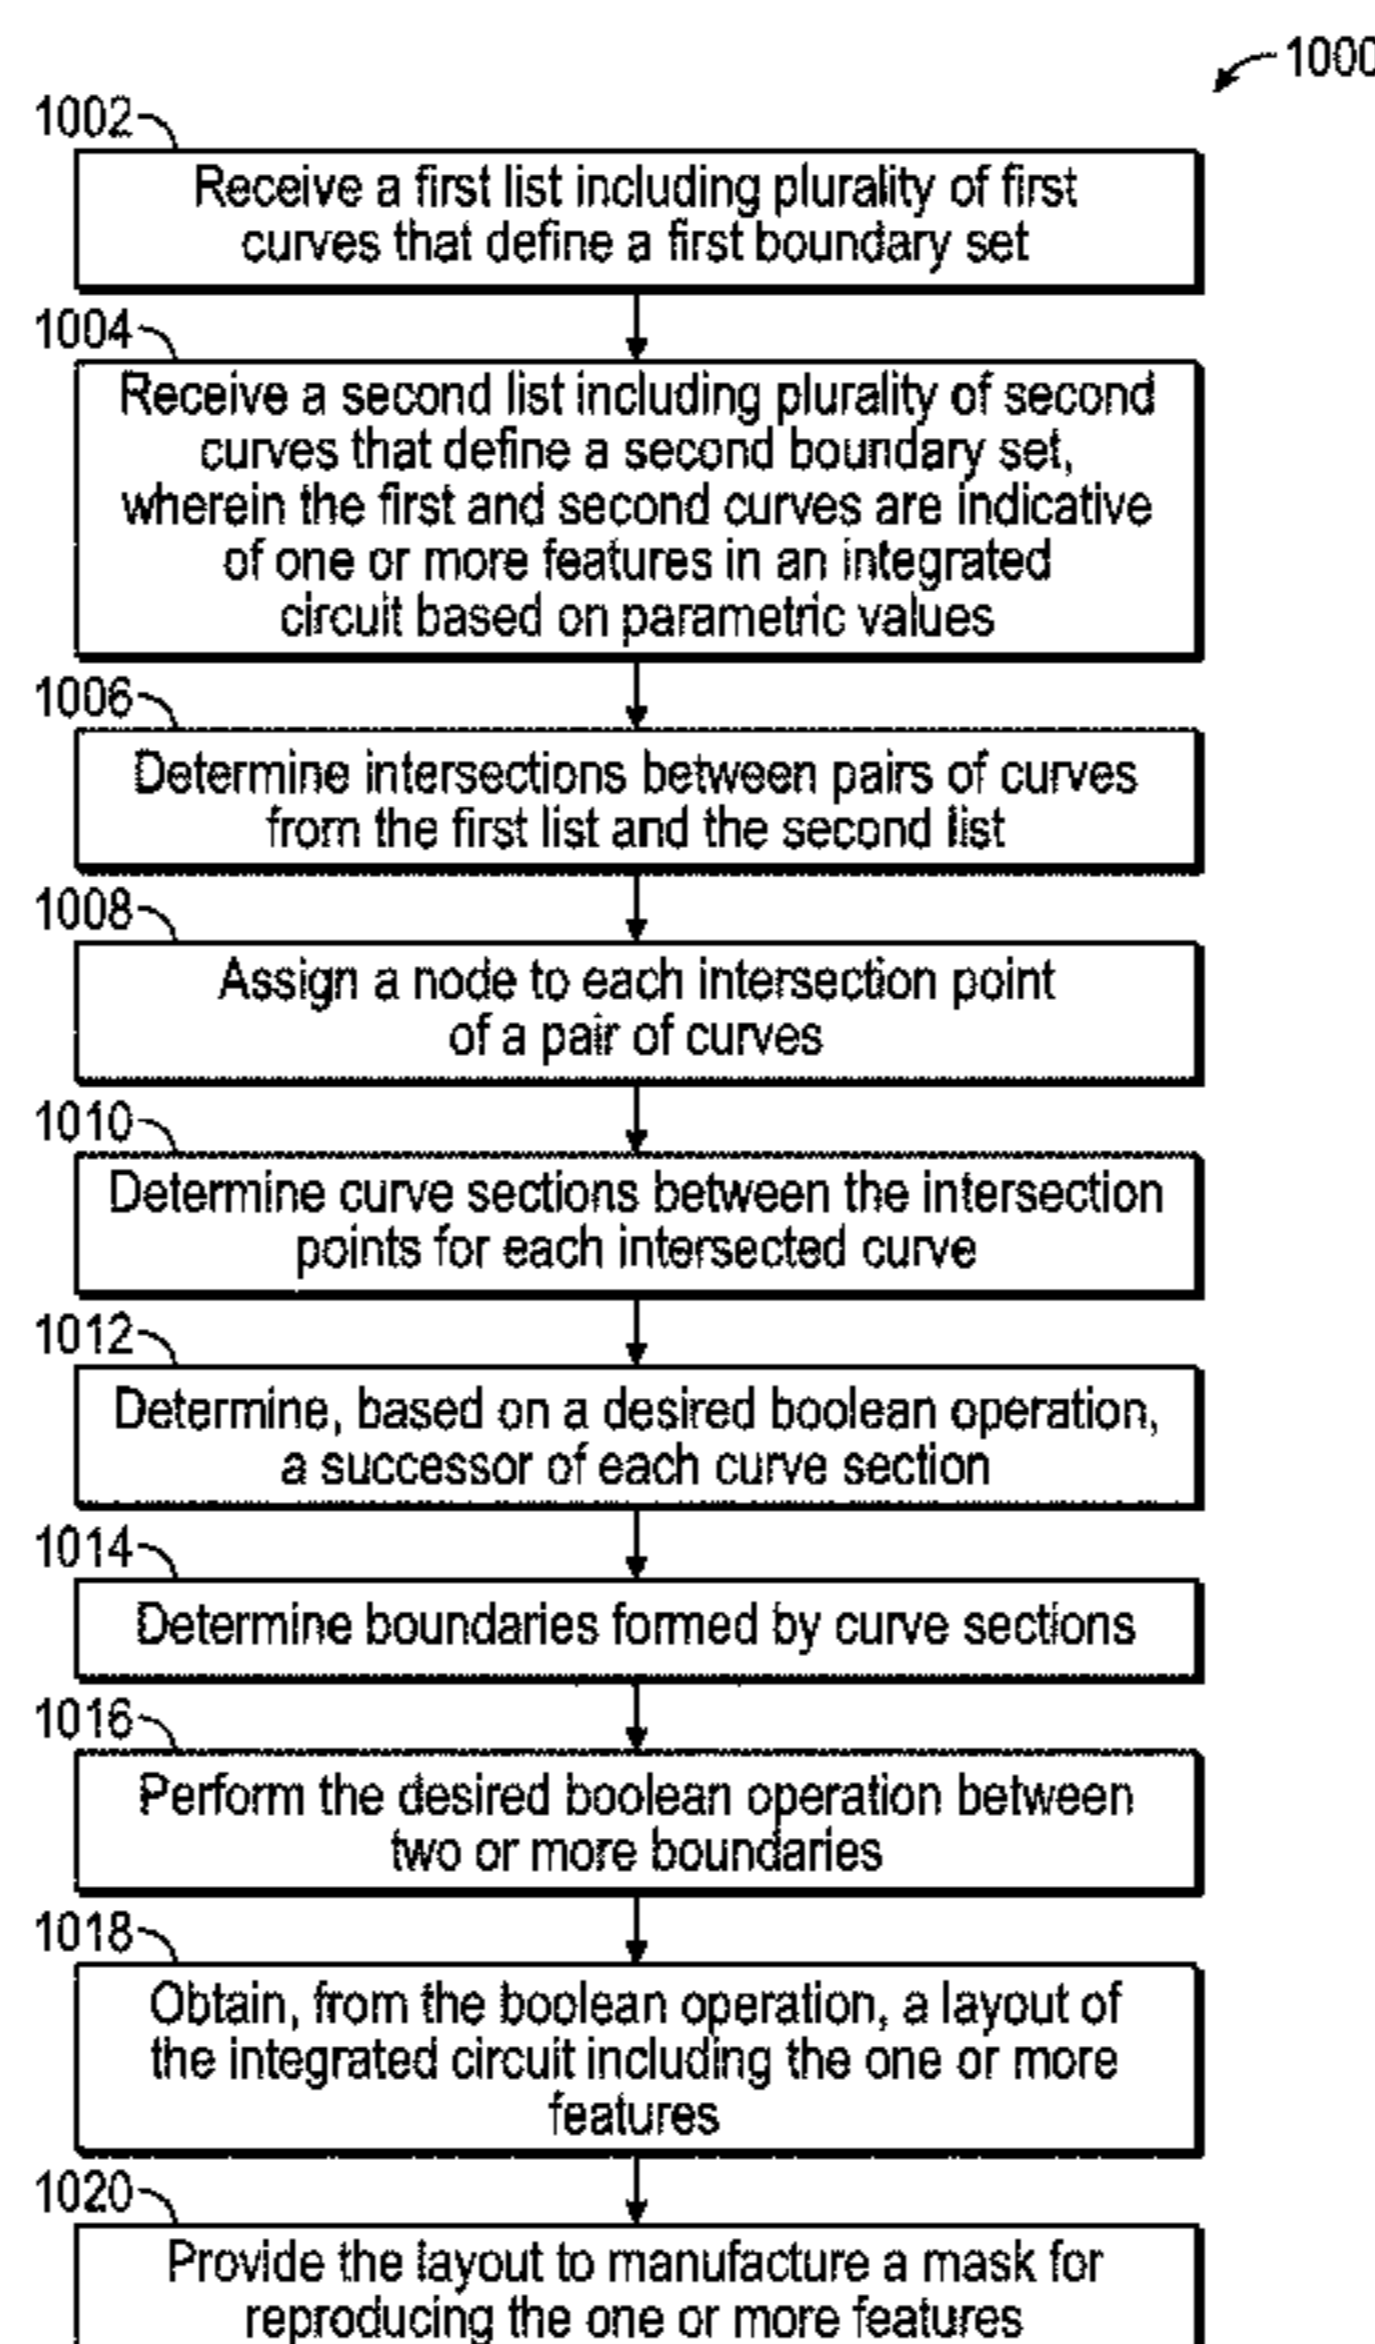 1000
1002
Receive a first list including plurality of first
curves that define a first boundary set
1004
Receive a second list including plurality of second
curves that define a second boundary set,
wherein the first and second curves are indicative
of one or more features in an integrated
circuit based on parametric values
1006
Determine intersections between pairs of curves
from the first list and the second list
1008
Assign a node to each intersection point
of a pair of curves
1010
Determine curve sections between the intersection
points for each intersected curve
1012
Determine, based on a desired boolean operation,
a successor of each curve section
1014
Determine boundaries formed by curve sections
1016
Perform the desired boolean operation between
two or more boundaries
1018
Obtain, from the boolean operation, a layout of
the integrated circuit including the one or more
features
1020
Provide the layout to manufacture a mask for
reproducing the one or more features